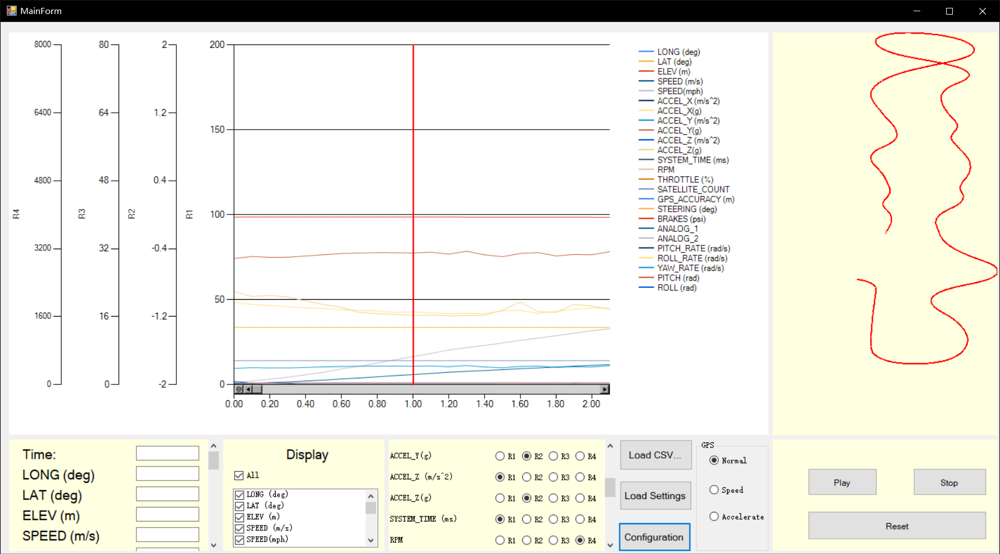 MainForm
8000
6400
4800
3200
1600
0
R4
80
64
48
32
16
0
R3
2
1.2
0.4
-0.4
-1.2
-2
R2
200
150
100
50
0
R1
0.00 0.20 0.40 0.60 0.80 1.00 1.20 1.40 1.60 1.80 2.00
LONG (deg)
LAT (deg)
ELEV (m)
SPEED (m/s)
SPEED(mph)
ACCEL_X (m/s^2)
ACCEL_X(g)
ACCEL_Y (m/s^2)
ACCEL_Y(g)
ACCEL_Z (m/s^2)
ACCEL_Z(g)
SYSTEM_TIME (ms)
RPM
THROTTLE (%)
SATELLITE_COUNT
GPS_ACCURACY (m)
STEERING (deg)
BRAKES (psi)
ANALOG_1
ANALOG_2
PITCH_RATE (rad/s)
ROLL_RATE (rad/s)
YAW_RATE (rad/s)
PITCH (rad)
ROLL (rad)
Time:
LONG (deg)
LAT (deg)
ELEV (m)
SPEED (m/s)
Display
All
LONG (deg)
LAT (deg)
ELEV (m)
SPEED (m/s)
SPEED(mph)
ACCEL_Y(g) R1 R2 R3 R4
ACCEL_Z (m/s^2) R1 R2 R3 R4
ACCEL_Z(g) R1 R2 R3 R4
SYSTEM_TIME (ms) R1 R2 R3 R4
RPM R1 R2 R3 R4
Load CSV...
Load Settings
Configuration
GPS
Normal
Speed
Accelerate
Play
Stop
Reset